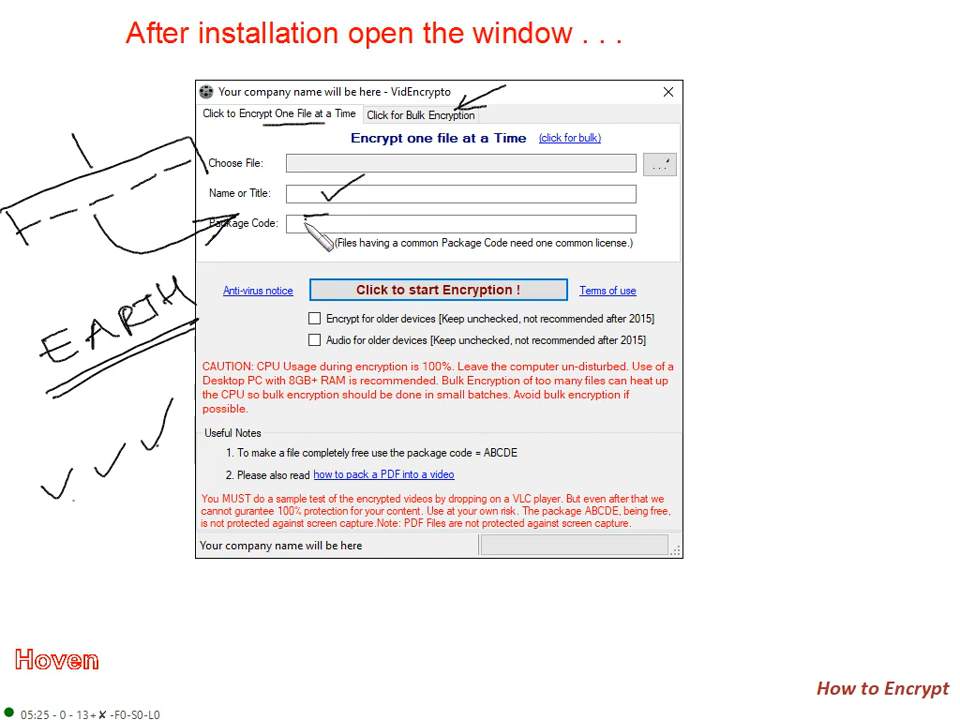 After installation open the window . . .
Your company name will be here - VidEncrypto
Click to Encrypt One File at a Time
Click for Bulk Encryption
Encrypt one file at a Time (click for bulk)
Choose File:
. . .
Name or Title:
Package Code:
(Files having a common Package Code need one common license.)
EARTH
Anti-virus notice
Click to start Encryption !
Terms of use
Encrypt for older devices [Keep unchecked, not recommended after 2015]
Audio for older devices [Keep unchecked, not recommended after 2015]
CAUTION: CPU Usage during encryption is 100%. Leave the computer un-disturbed. Use of a
Desktop PC with 8GB+ RAM is recommended. Bulk Encryption of too many files can heat up
the CPU so bulk encryption should be done in small batches. Avoid bulk encryption if
possible.
Useful Notes
1. To make a file completely free use the package code = ABCDE
2. Please also read how to pack a PDF into a video
You MUST do a sample test of the encrypted videos by dropping on a VLC player. But even after that we
cannot gurantee 100% protection for your content. Use at your own risk. The package ABCDE, being free,
is not protected against screen capture.Note: PDF Files are not protected against screen capture.
Your company name will be here
Hoven
How to Encrypt
05:25 - 0 - 13+✘ -F0-S0-L0